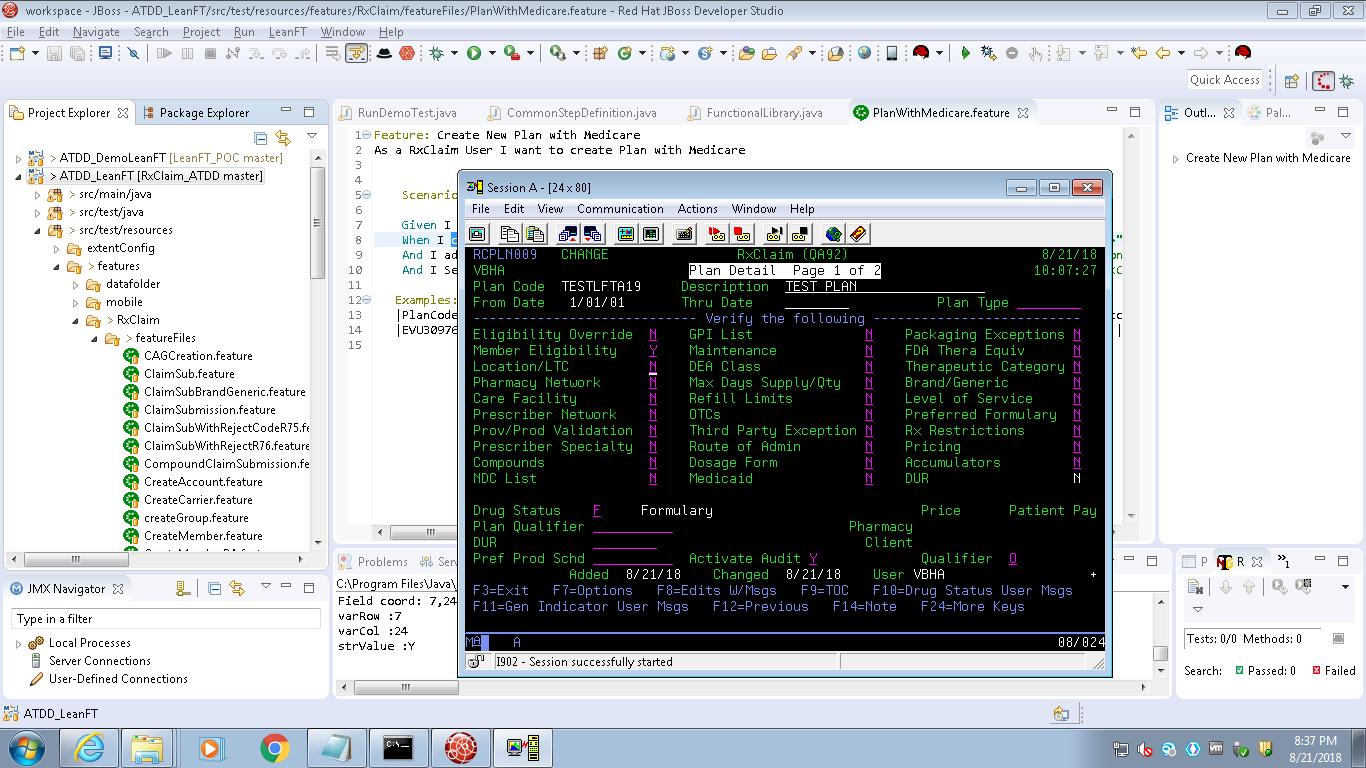 workspace - JBoss - ATDD_LeanFT/src/test/resources/features/RxClaim/featureFiles/PlanWithMedicare.feature - Red Hat JBoss Developer Studio
File Edit Navigate Search Project Run LeanFT Window Help
Quick Access
Project Explorer Package Explorer
> ATDD_DemoLeanFT [LeanFT_POC master]
> ATDD_LeanFT [RxClaim_ATDD master]
> src/main/java
> src/test/java
> src/test/resources
extentConfig
> features
datafolder
mobile
> RxClaim
> featureFiles
CAGCreation.feature
ClaimSub.feature
ClaimSubBrandGeneric.feature
ClaimSubmission.feature
ClaimSubWithRejectCodeR75.fe
ClaimSubWithRejectR76.feature
CompoundClaimSubmission.fe
CreateAccount.feature
CreateCarrier.feature
createGroup.feature
CreateMember.feature
RunDemoTest.java CommonStepDefinition.java FunctionalLibrary.java PlanWithMedicare.feature
1 Feature: Create New Plan with Medicare
2 As a RxClaim User I want to create Plan with Medicare
3
4
5 Scenario
6
7 Given I
8 When I c
9 And I ad
10 And I Se
11
12 Examples:
13 |PlanCode
14 |EVU30976
15
Outl... Pal...
Create New Plan with Medicare
Session A - [24 x 80]
File Edit View Communication Actions Window Help
RCPLN009 CHANGE RxClaim (QA92) 8/21/18
VBHA Plan Detail Page 1 of 2 10:07:27
Plan Code TESTLFTA19 Description TEST PLAN
From Date 1/01/01 Thru Date Plan Type
---------------------------- Verify the following --------------------------
Eligibility Override N GPI List N Packaging Exceptions N
Member Eligibility Y Maintenance N FDA Thera Equiv N
Location/LTC N DEA Class N Therapeutic Category N
Pharmacy Network N Max Days Supply/Qty N Brand/Generic N
Care Facility N Refill Limits N Level of Service N
Prescriber Network N OTCs N Preferred Formulary N
Prov/Prod Validation N Third Party Exception N Rx Restrictions N
Prescriber Specialty N Route of Admin N Pricing N
Compounds N Dosage Form N Accumulators N
NDC List N Medicaid N DUR N
Drug Status F Formulary Price Patient Pay
Plan Qualifier Pharmacy
DUR Client
Pref Prod Schd Activate Audit Y Qualifier O
Added 8/21/18 Changed 8/21/18 User VBHA +
F3=Exit F7=Options F8=Edits W/Msgs F9=TOC F10=Drug Status User Msgs
F11=Gen Indicator User Msgs F12=Previous F14=Note F24=More Keys
MA A 08/024
I902 - Session successfully started
JMX Navigator
Type in a filter
Local Processes
Server Connections
User-Defined Connections
Problems Serv
C:\Program Files\Java\
Field coord: 7,24
varRow :7
varCol :24
strValue :Y
P R »1
Tests: 0/0 Methods: 0
Search: Passed: 0 Failed
ATDD_LeanFT
8:37 PM
8/21/2018